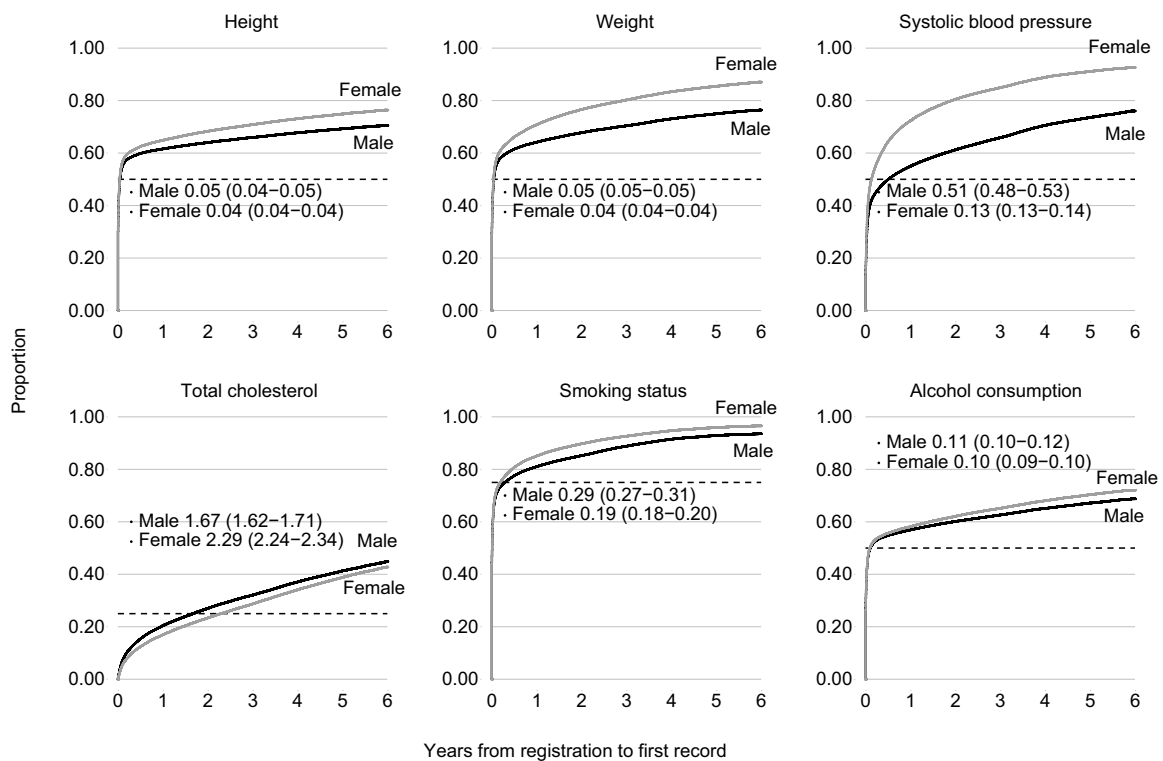 Height
Weight
Systolic blood pressure
1.00
0.80
0.60
0.40
0.20
0.00
Female
Male
· Male 0.05 (0.04−0.05)
· Female 0.04 (0.04−0.04)
0 1 2 3 4 5 6
1.00
0.80
0.60
0.40
0.20
0.00
Female
Male
· Male 0.05 (0.05−0.05)
· Female 0.04 (0.04−0.04)
0 1 2 3 4 5 6
1.00
0.80
0.60
0.40
0.20
0.00
Female
Male
· Male 0.51 (0.48−0.53)
· Female 0.13 (0.13−0.14)
0 1 2 3 4 5 6
Proportion
Total cholesterol
Smoking status
Alcohol consumption
1.00
0.80
0.60
0.40
0.20
0.00
· Male 1.67 (1.62−1.71)
· Female 2.29 (2.24−2.34)
Male
Female
0 1 2 3 4 5 6
1.00
0.80
0.60
0.40
0.20
0.00
Female
Male
· Male 0.29 (0.27−0.31)
· Female 0.19 (0.18−0.20)
0 1 2 3 4 5 6
1.00
0.80
0.60
0.40
0.20
0.00
· Male 0.11 (0.10−0.12)
· Female 0.10 (0.09−0.10)
Female
Male
0 1 2 3 4 5 6
Years from registration to first record